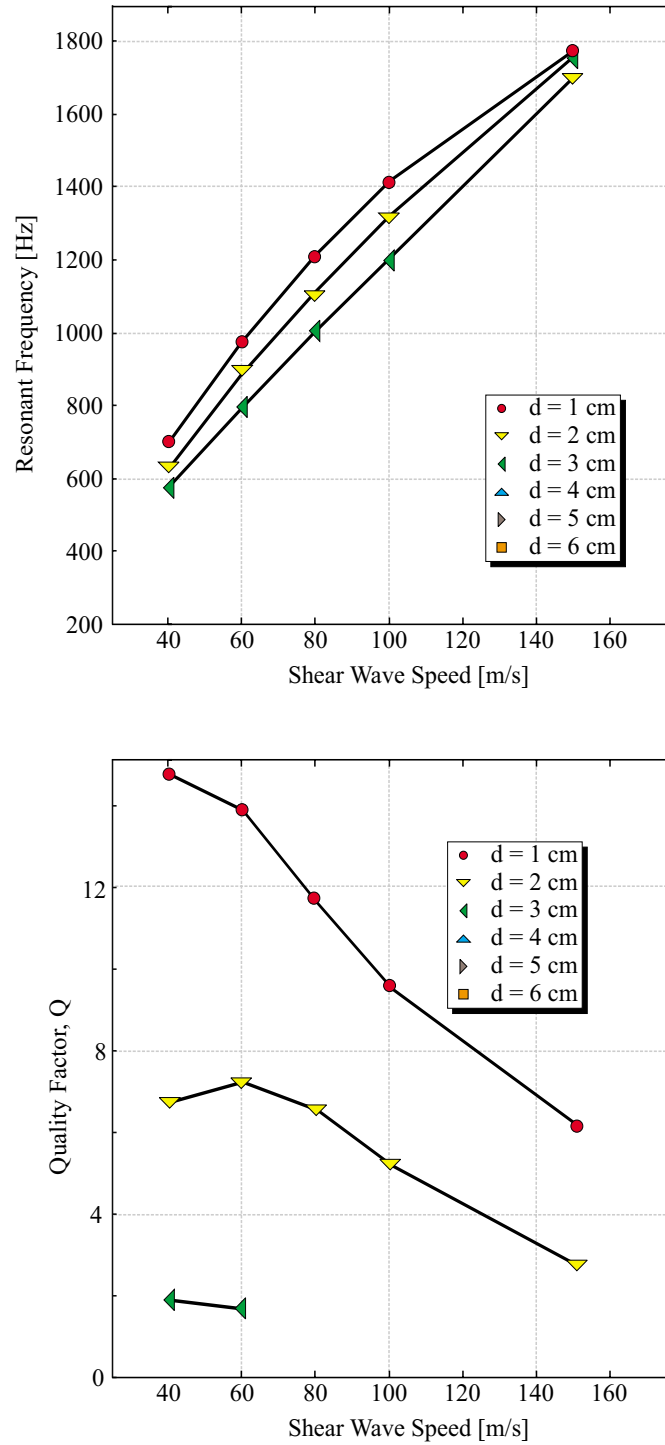 1800
1600
1400
1200
1000
800
600
400
200
Resonant Frequency [Hz]
d = 1 cm
d = 2 cm
d = 3 cm
d = 4 cm
d = 5 cm
d = 6 cm
40 60 80 100 120 140 160
Shear Wave Speed [m/s]
12
8
4
0
Quality Factor, Q
d = 1 cm
d = 2 cm
d = 3 cm
d = 4 cm
d = 5 cm
d = 6 cm
40 60 80 100 120 140 160
Shear Wave Speed [m/s]